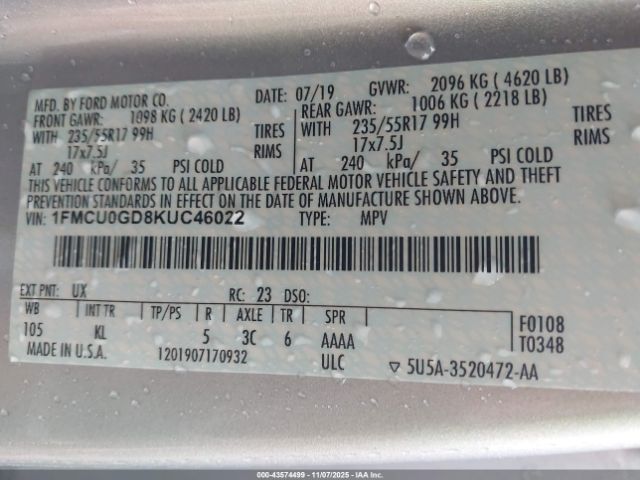 MFD. BY FORD MOTOR CO.
DATE: 07/19 GVWR: 2096 KG ( 4620 LB)
FRONT GAWR: 1098 KG ( 2420 LB)
REAR GAWR: 1006 KG ( 2218 LB)
WITH 235/55R17 99H TIRES
17x7.5J RIMS
AT 240 kPa/ 35 PSI COLD
WITH 235/55R17 99H TIRES
17x7.5J RIMS
AT 240 kPa/ 35 PSI COLD
THIS VEHICLE CONFORMS TO ALL APPLICABLE FEDERAL MOTOR VEHICLE SAFETY AND THEFT
PREVENTION STANDARDS IN EFFECT ON THE DATE OF MANUFACTURE SHOWN ABOVE.
VIN: 1FMCU0GD8KUC46022 TYPE: MPV
EXT PNT: UX RC: 23 DSO:
WB INT TR TP/PS R AXLE TR SPR
105 KL 5 3C 6 AAAA
F0108
T0348
MADE IN U.S.A. 1201907170932 ULC ▽ 5U5A-3520472-AA
000-43574499 - 11/07/2025 - IAA Inc.